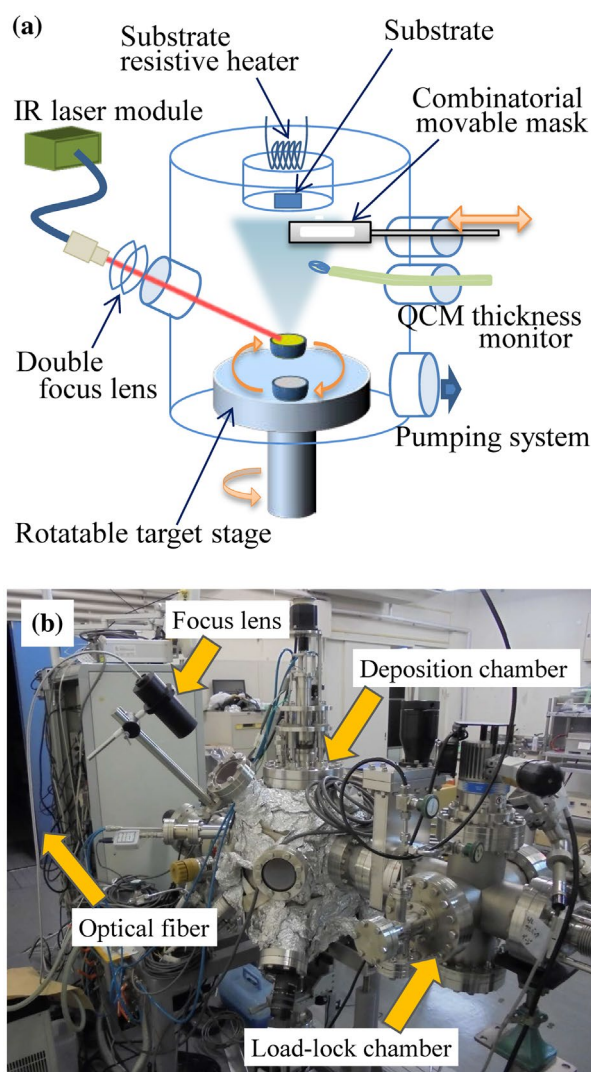 (a)
Substrate
resistive heater
Substrate
IR laser module
Combinatorial
movable mask
QCM thickness
monitor
Double
focus lens
Pumping system
Rotatable target stage
(b)
Focus lens
Deposition chamber
Optical fiber
Load-lock chamber